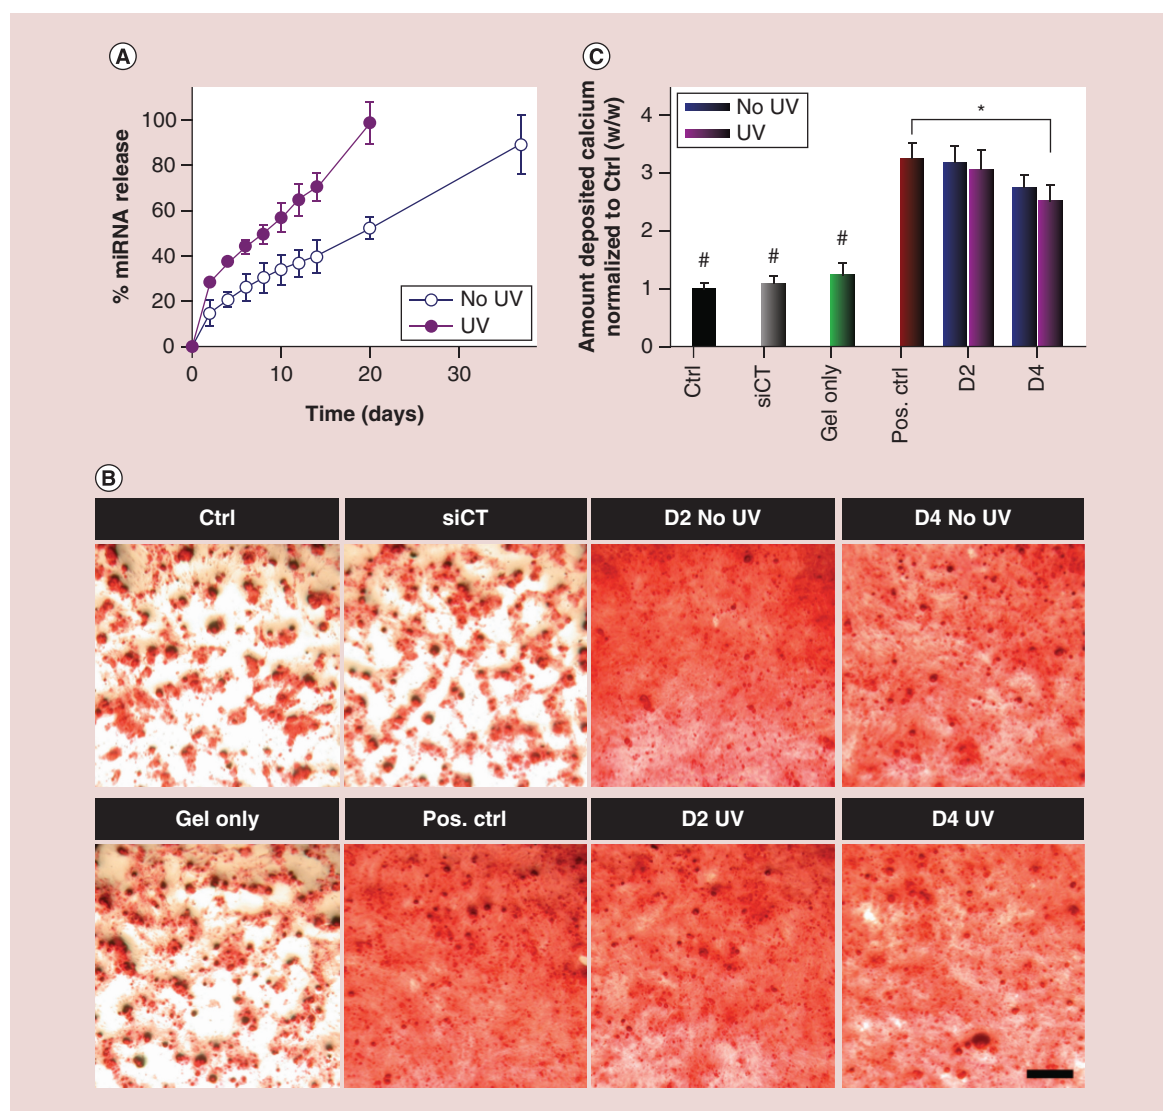 A
% miRNA release
100
80
60
40
20
0
0 10 20 30
Time (days)
No UV
UV
C
Amount deposited calcium
normalized to Ctrl (w/w)
4
3
2
1
0
No UV
UV
*
#
#
#
Ctrl
siCT
Gel only
Pos. ctrl
D2
D4
B
Ctrl
siCT
D2 No UV
D4 No UV
Gel only
Pos. ctrl
D2 UV
D4 UV